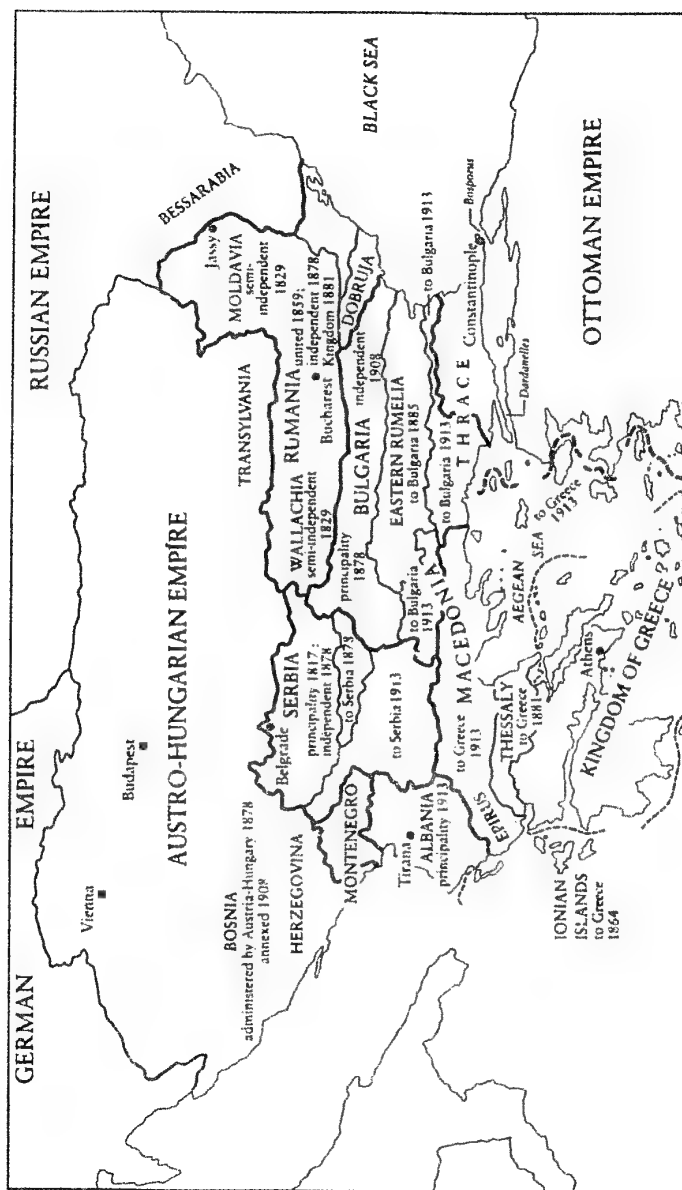 GERMAN
EMPIRE
RUSSIAN EMPIRE
Vienna
Budapest
AUSTRO-HUNGARIAN EMPIRE
TRANSYLVANIA
BESSARABIA
Jassy
MOLDAVIA
semi-
independent
1829
BOSNIA
administered by Austria-Hungary 1878
annexed 1908
HERZEGOVINA
Belgrade
SERBIA
principality 1817;
independent 1878
to Serbia 1878
to Serbia 1913
WALLACHIA
semi-independent
1829
RUMANIA
united 1859;
independent 1878
Kingdom 1881
Bucharest
DOBRUJA
BLACK SEA
MONTENEGRO
principality
1878
BULGARIA
independent
1908
EASTERN RUMELIA
to Bulgaria 1885
to Bulgaria
1913
to Bulgaria 1913
to Bulgaria 1913
Tirana
ALBANIA
principality 1913
MACEDONIA
to Greece
1913
THRACE
Constantinople
Bosporus
Dardanelles
EPIRUS
THESSALY
to Greece
1881
AEGEAN
SEA
to Greece
1913
OTTOMAN EMPIRE
IONIAN
ISLANDS
to Greece
1864
Athens
KINGDOM OF GREECE